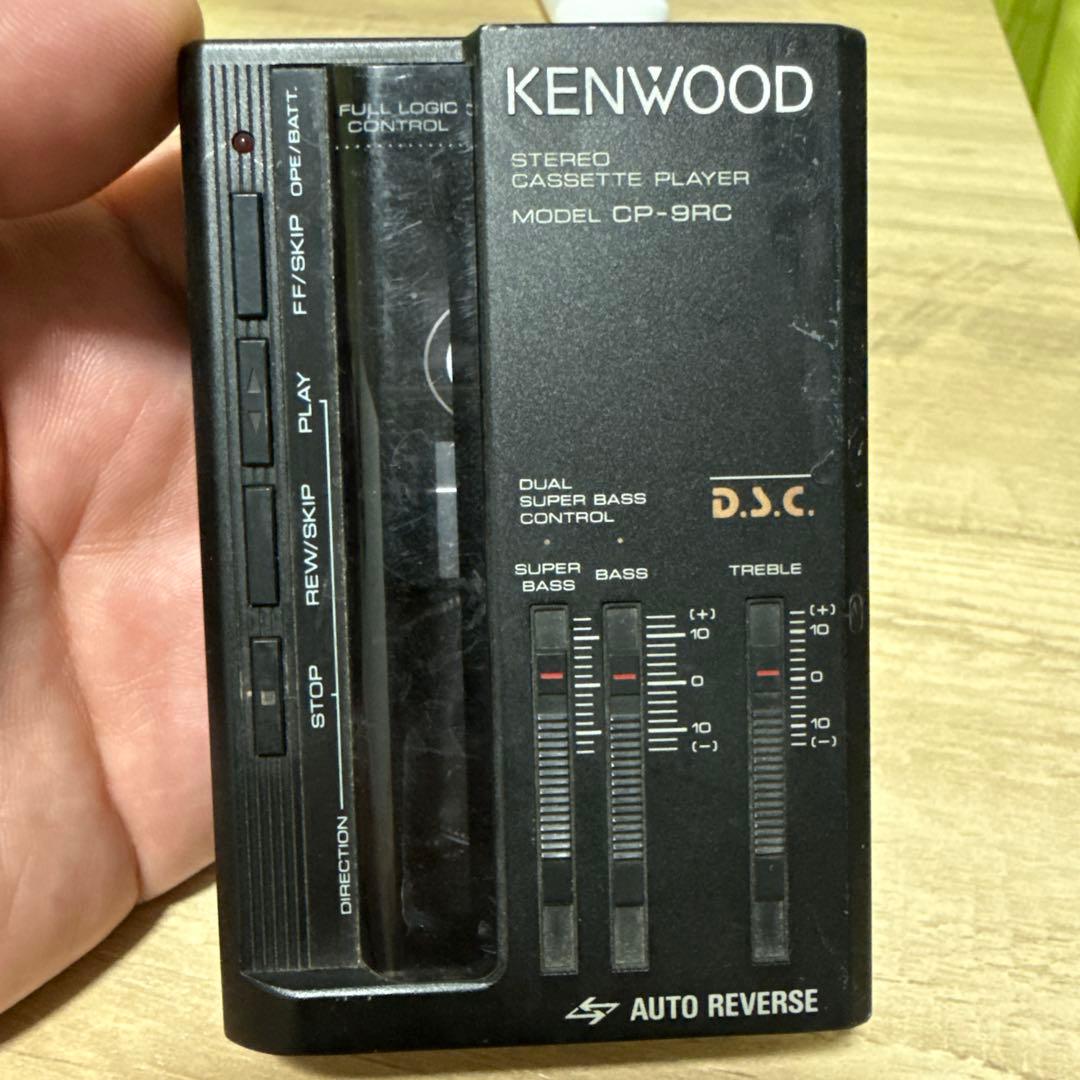 KENWOOD
STEREO
CASSETTE PLAYER
MODEL CP-9RC
FULL LOGIC
CONTROL
OPE/BATT.
FF/SKIP
PLAY
REW/SKIP
STOP
DIRECTION
DUAL
SUPER BASS
CONTROL
D.S.C.
SUPER
BASS
BASS
TREBLE
(+)
10
0
10
(-)
(+)
10
0
10
(-)
AUTO REVERSE